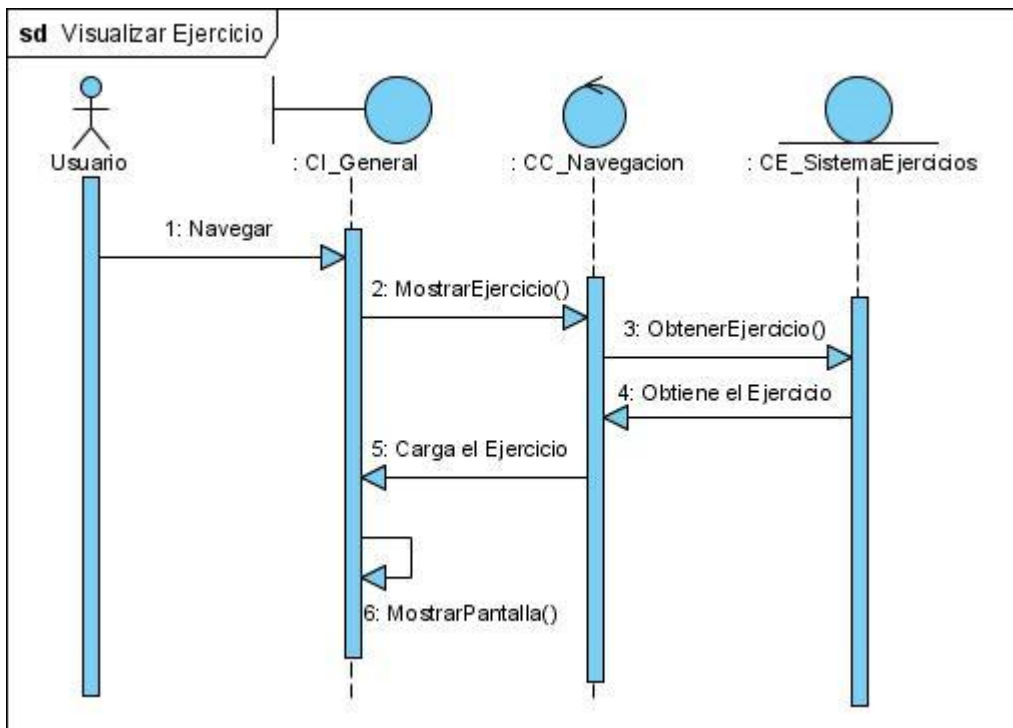 sd Visualizar Ejercicio
Usuario
: CI_General
: CC_Navegacion
: CE_SistemaEjercicios
1: Navegar
2: MostrarEjercicio()
3: ObtenerEjercicio()
4: Obtiene el Ejercicio
5: Carga el Ejercicio
6: MostrarPantalla()